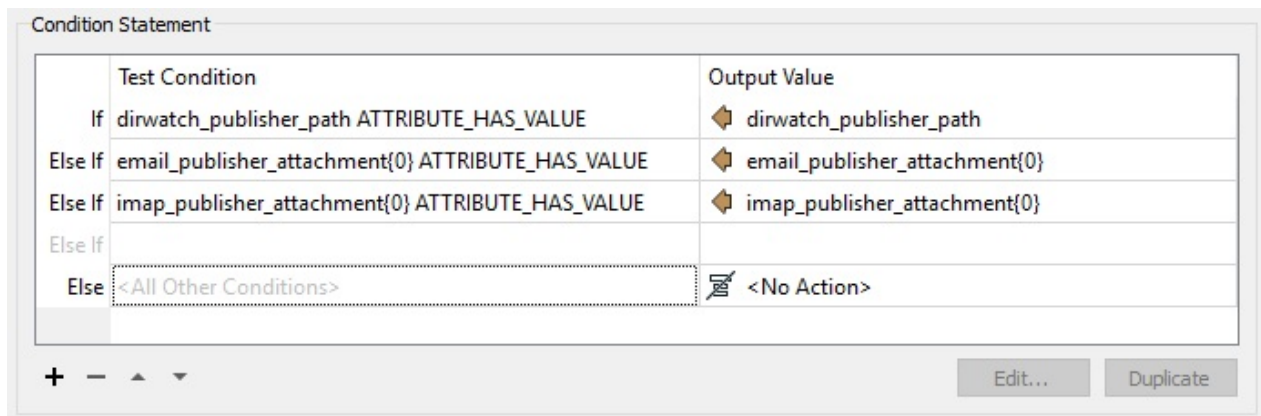 Condition Statement
Test Condition Output Value
If dirwatch_publisher_path ATTRIBUTE_HAS_VALUE dirwatch_publisher_path
Else If email_publisher_attachment{0} ATTRIBUTE_HAS_VALUE email_publisher_attachment{0}
Else If imap_publisher_attachment{0} ATTRIBUTE_HAS_VALUE imap_publisher_attachment{0}
Else If
Else <All Other Conditions> <No Action>
Edit... Duplicate